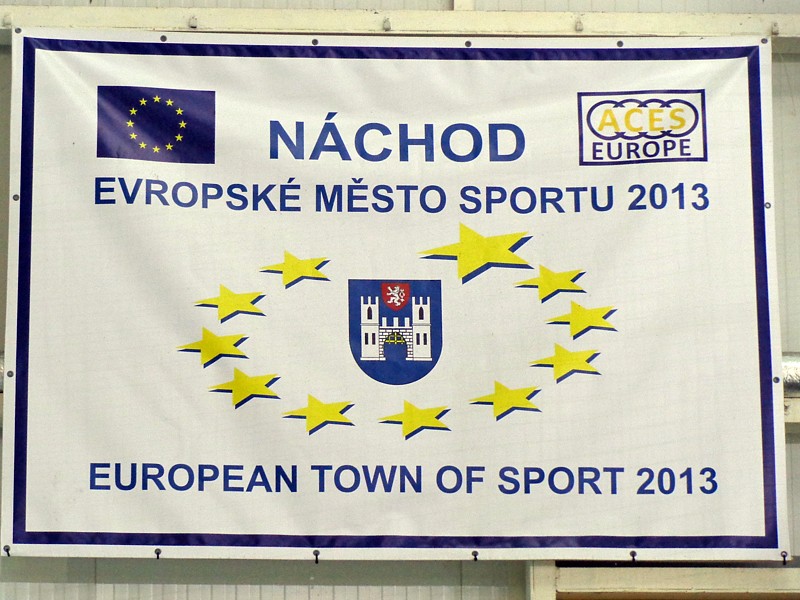 NÁCHOD
ACES
EUROPE
EVROPSKÉ MĚSTO SPORTU 2013
EUROPEAN TOWN OF SPORT 2013